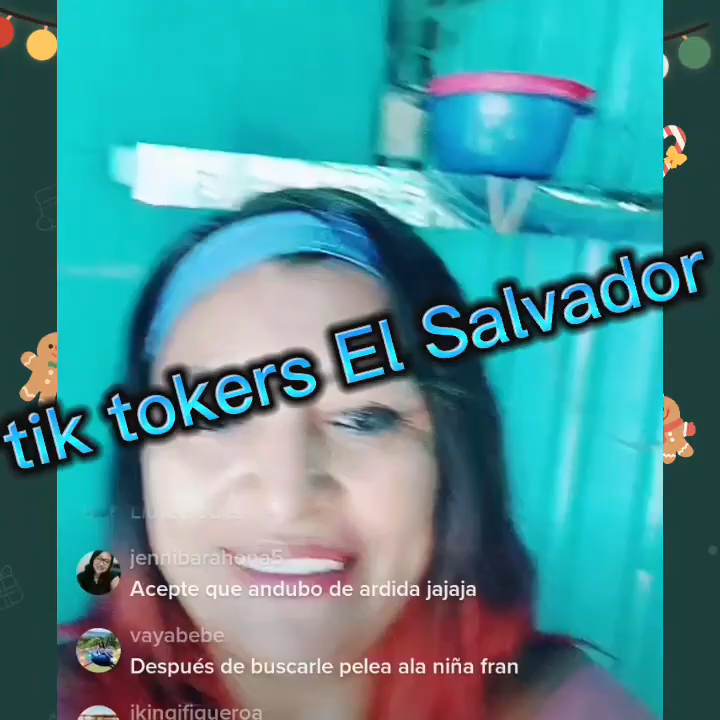 tik tokers El Salvador
jennibarahona5
Acepte que andubo de ardida jajaja
vayabebe
Después de buscarle pelea ala niña fran
jkingifigueroa